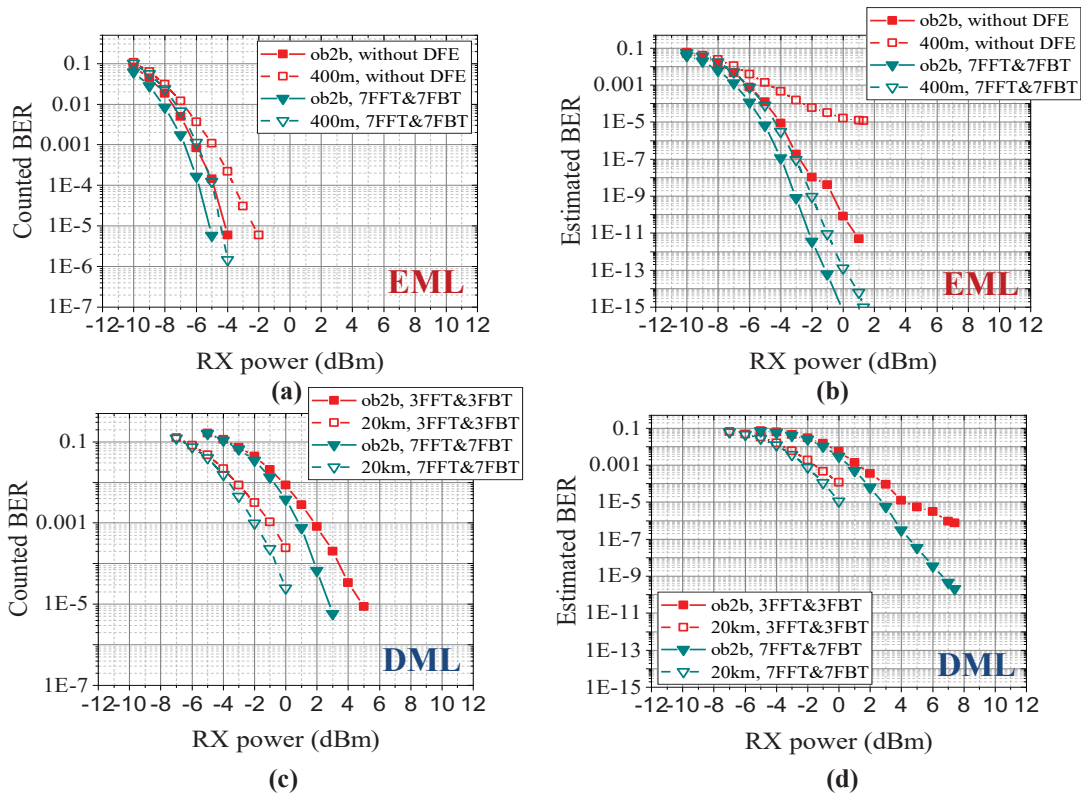 ob2b, without DFE
400m, without DFE
ob2b, 7FFT&7FBT
400m, 7FFT&7FBT
0.1
0.01
0.001
1E-4
1E-5
1E-6
1E-7
Counted BER
EML
-12
-10
-8
-6
-4
-2
0
2
4
6
8
10
12
RX power (dBm)
(a)
ob2b, without DFE
400m, without DFE
ob2b, 7FFT&7FBT
400m, 7FFT&7FBT
0.1
0.001
1E-5
1E-7
1E-9
1E-11
1E-13
1E-15
Estimated BER
EML
-12
-10
-8
-6
-4
-2
0
2
4
6
8
10
12
RX power (dBm)
(b)
ob2b, 3FFT&3FBT
20km, 3FFT&3FBT
ob2b, 7FFT&7FBT
20km, 7FFT&7FBT
0.1
0.001
1E-5
1E-7
Counted BER
DML
-12
-10
-8
-6
-4
-2
0
2
4
6
8
10
12
RX power (dBm)
(c)
0.1
0.001
1E-5
1E-7
1E-9
1E-11
1E-13
1E-15
Estimated BER
ob2b, 3FFT&3FBT
20km, 3FFT&3FBT
ob2b, 7FFT&7FBT
20km, 7FFT&7FBT
DML
-12
-10
-8
-6
-4
-2
0
2
4
6
8
10
12
RX power (dBm)
(d)